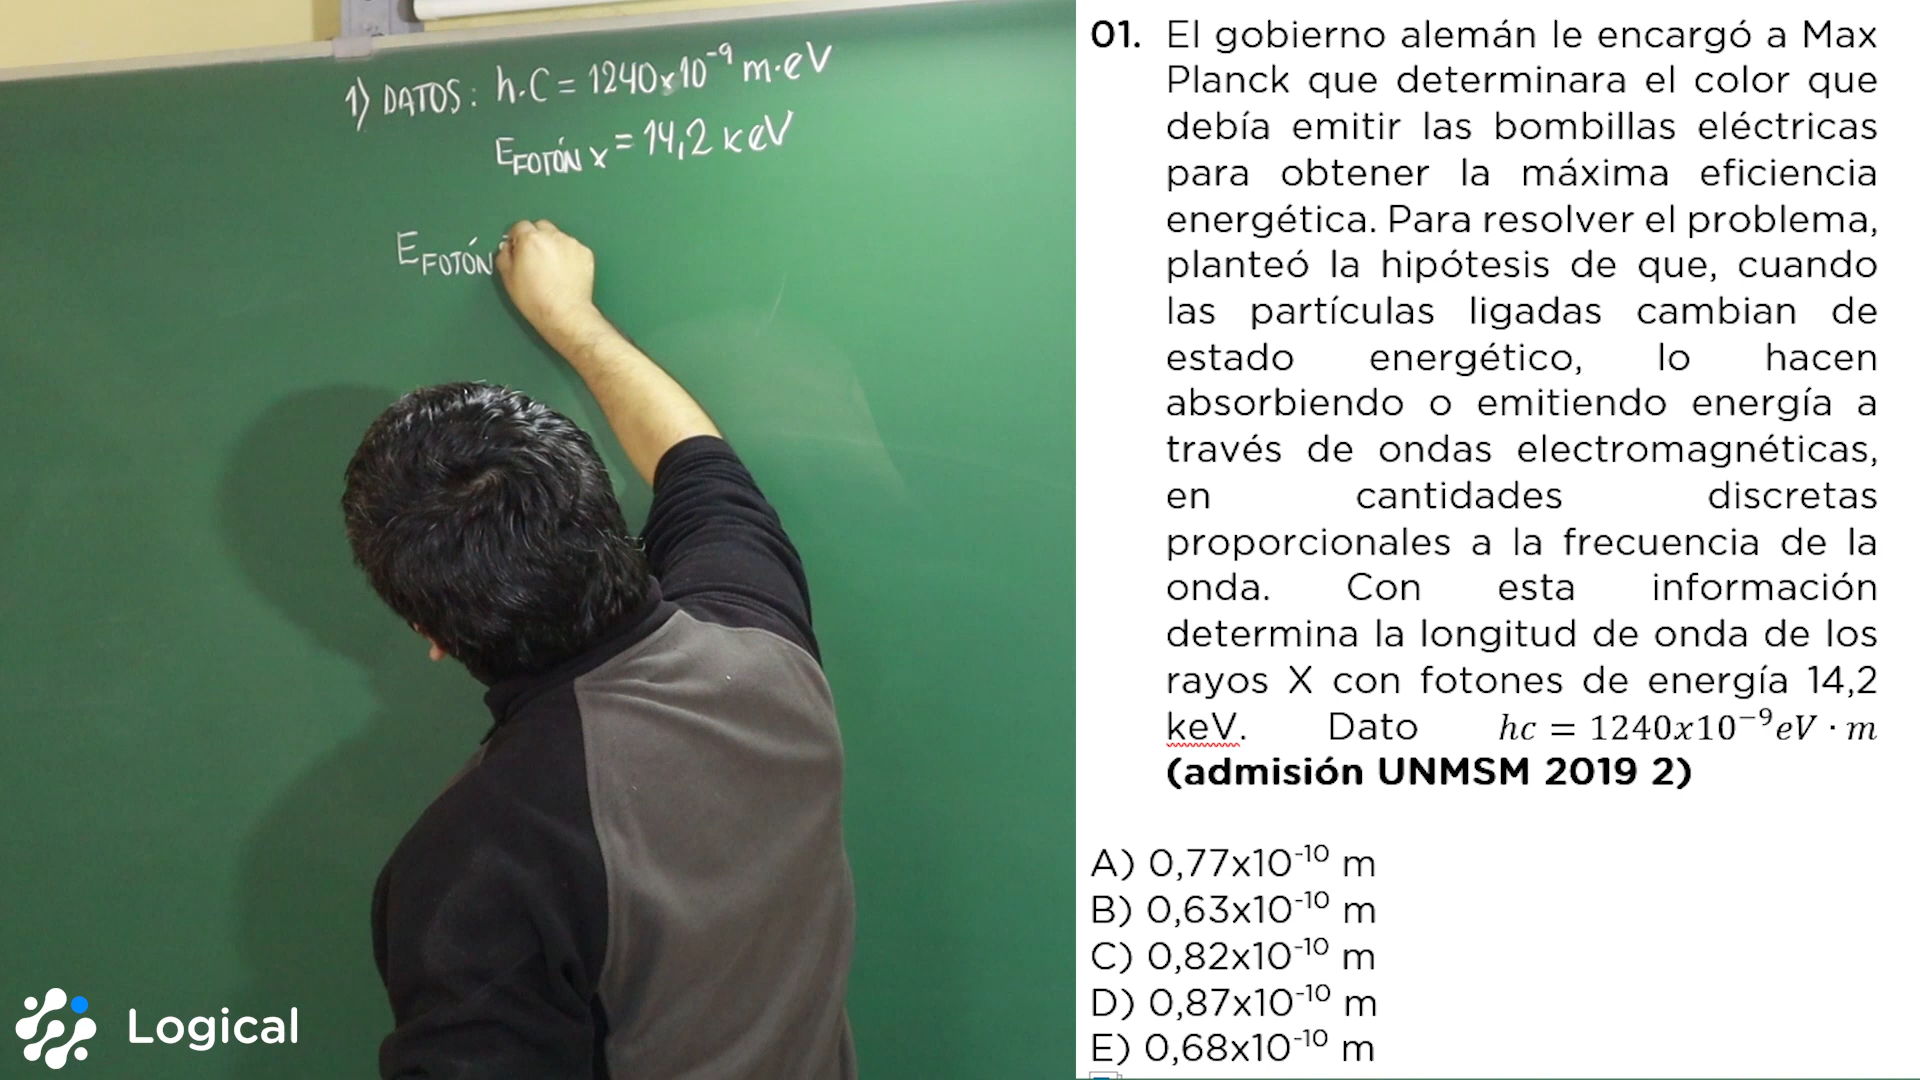 1) DATOS: h.C = 1240x10⁻⁹ m.eV
E FOTÓN X = 14,2 keV
E FOTÓN
Logical
01. El gobierno alemán le encargó a Max
Planck que determinara el color que
debía emitir las bombillas eléctricas
para obtener la máxima eficiencia
energética. Para resolver el problema,
planteó la hipótesis de que, cuando
las partículas ligadas cambian de
estado energético, lo hacen
absorbiendo o emitiendo energía a
través de ondas electromagnéticas,
en cantidades discretas
proporcionales a la frecuencia de la
onda. Con esta información
determina la longitud de onda de los
rayos X con fotones de energía 14,2
keV. Dato hc = 1240x10⁻⁹eV · m
(admisión UNMSM 2019 2)
A) 0,77x10⁻¹⁰ m
B) 0,63x10⁻¹⁰ m
C) 0,82x10⁻¹⁰ m
D) 0,87x10⁻¹⁰ m
E) 0,68x10⁻¹⁰ m